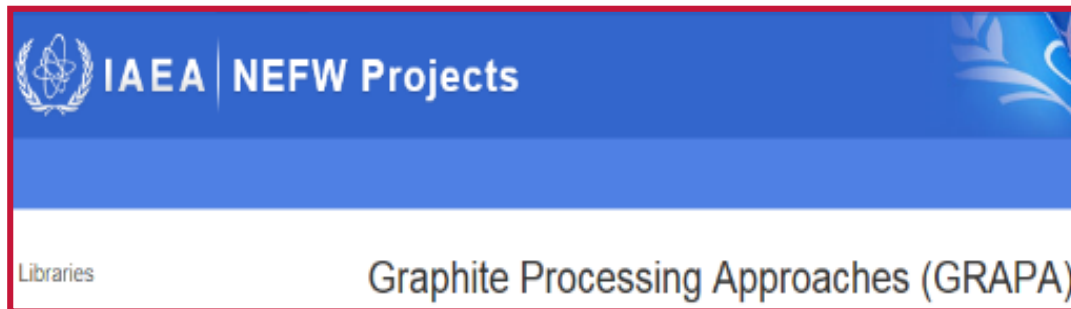 IAEA | NEFW Projects
Libraries
Graphite Processing Approaches (GRAPA)